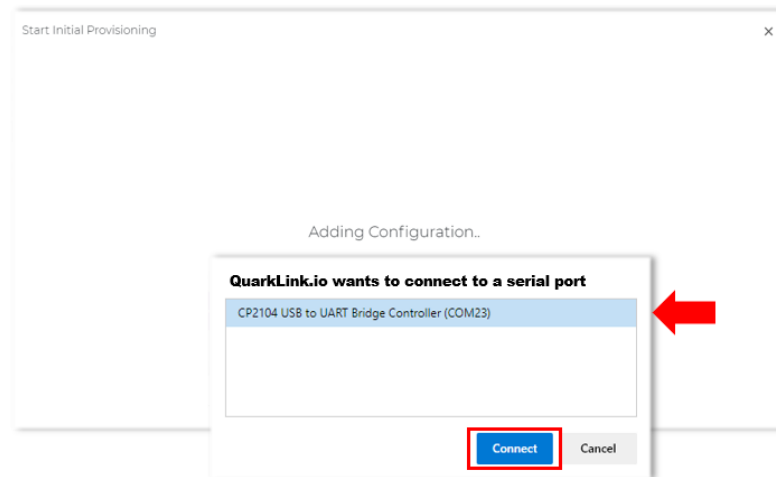 Start Initial Provisioning
×
Adding Configuration..
QuarkLink.io wants to connect to a serial port
CP2104 USB to UART Bridge Controller (COM23)
Connect
Cancel